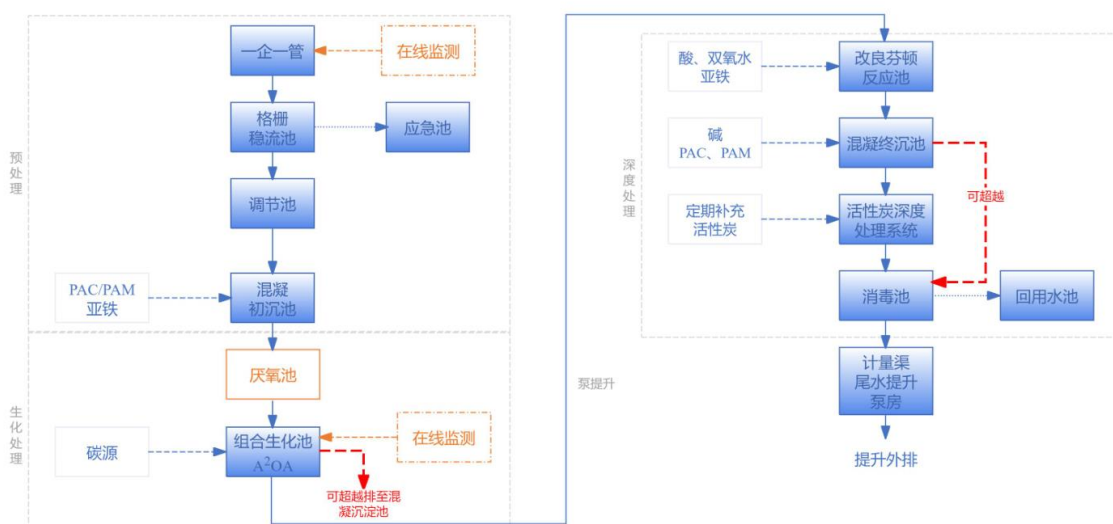 一企一管
在线监测
格栅
稳流池
应急池
预处理
调节池
PAC/PAM
亚铁
混凝
初沉池
厌氧池
生化处理
碳源
组合生化池
A²OA
在线监测
可超越排至混
凝沉淀池
酸、双氧水
亚铁
改良芬顿
反应池
碱
PAC、PAM
混凝终沉池
深度处理
可超越
定期补充
活性炭
活性炭深度
处理系统
消毒池
回用水池
泵提升
计量渠
尾水提升
泵房
提升外排